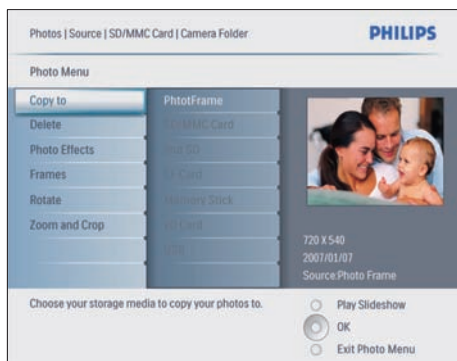 Photos | Source | SD/MMC Card | Camera Folder
PHILIPS
Photo Menu
Copy to
Delete
Photo Effects
Frames
Rotate
Zoom and Crop
PhtotFrame
SD/MMC Card
Memory Stick
720 X 540
2007/01/07
Source:Photo Frame
Choose your storage media to copy your photos to.
Play Slideshow
OK
Exit Photo Menu